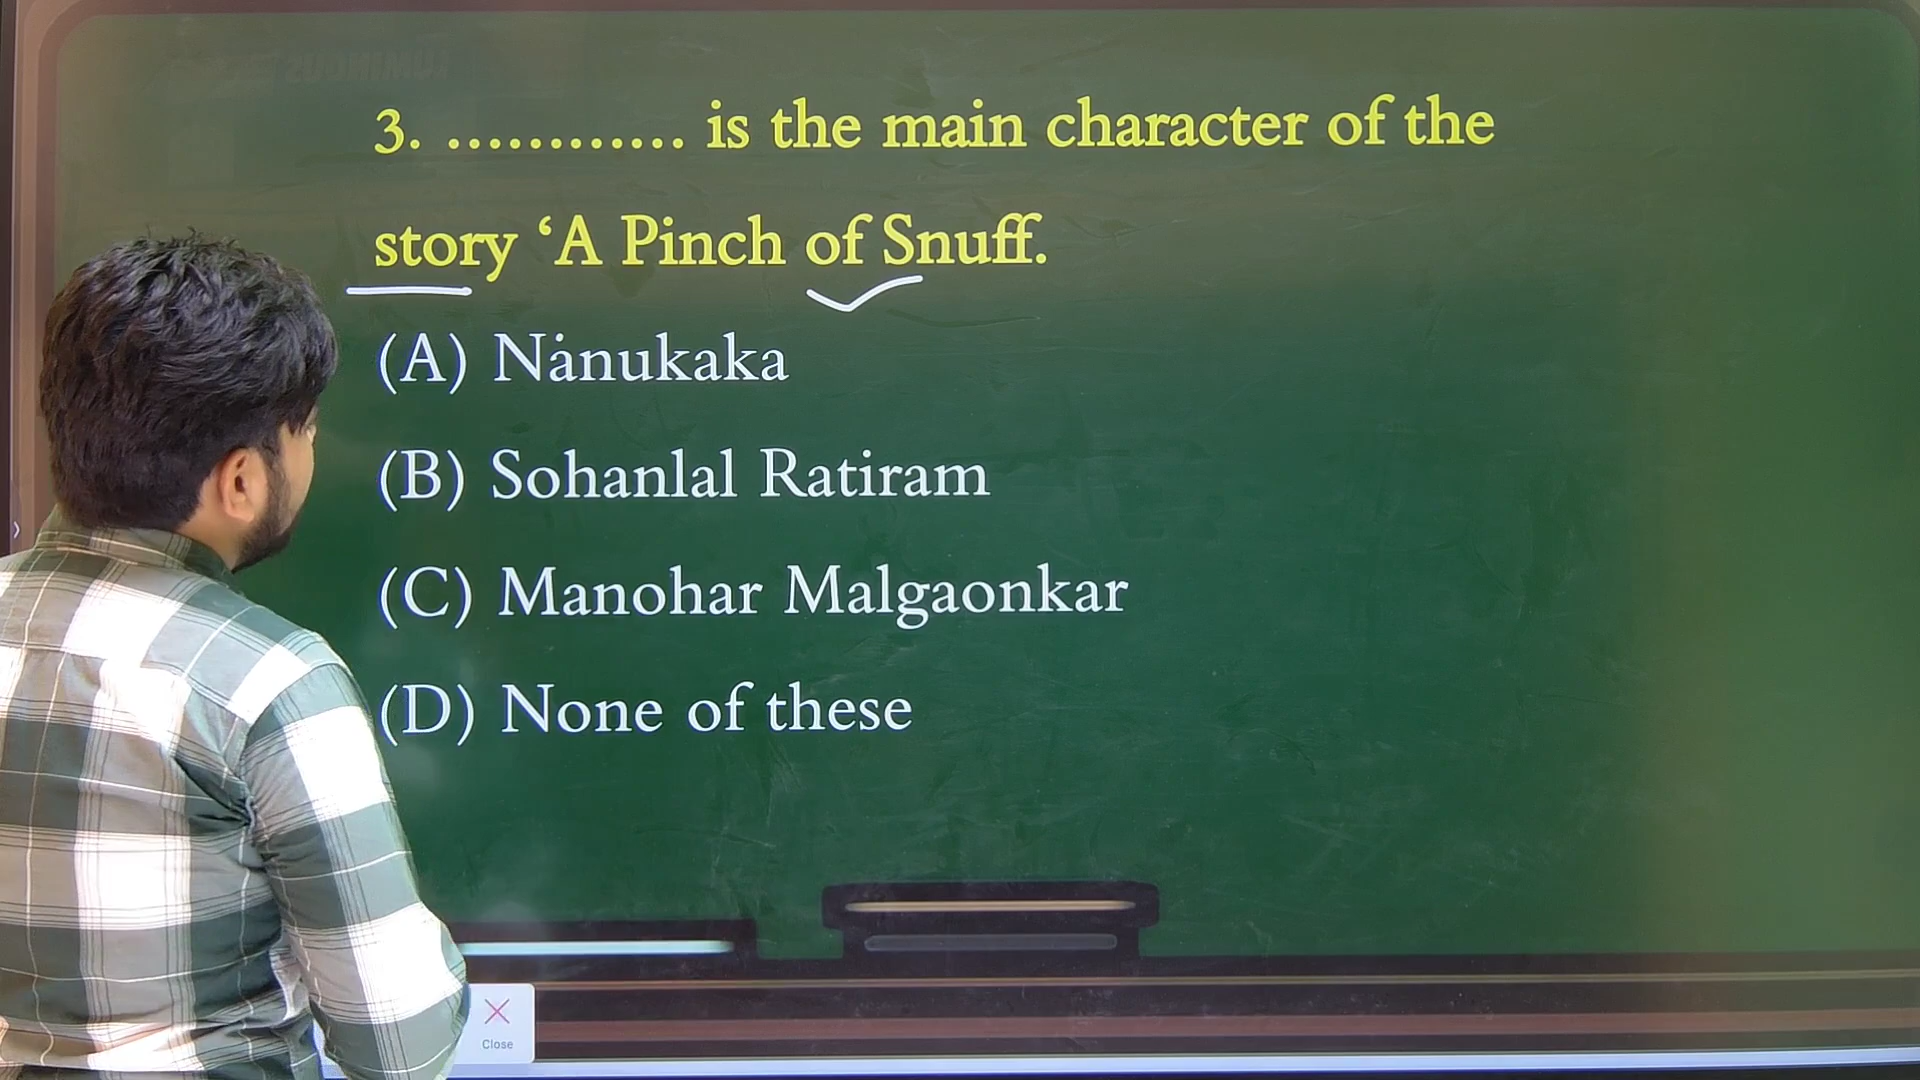 3. ............ is the main character of the
story ‘A Pinch of Snuff.
(A) Nanukaka
(B) Sohanlal Ratiram
(C) Manohar Malgaonkar
(D) None of these
Close